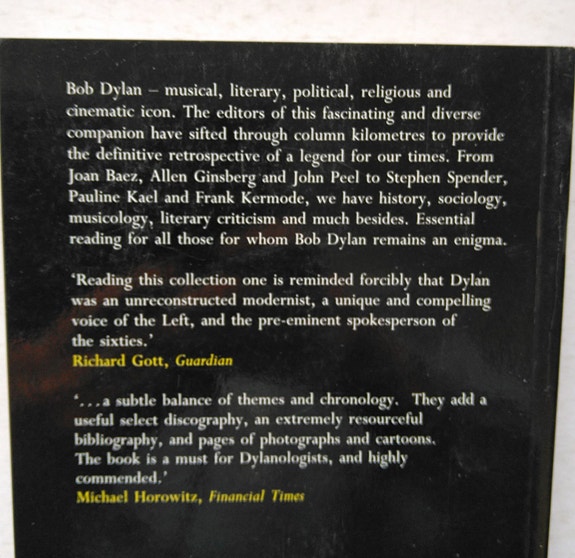 Bob Dylan – musical, literary, political, religious and
cinematic icon. The editors of this fascinating and diverse
companion have sifted through column kilometres to provide
the definitive retrospective of a legend for our times. From
Joan Baez, Allen Ginsberg and John Peel to Stephen Spender,
Pauline Kael and Frank Kermode, we have history, sociology,
musicology, literary criticism and much besides. Essential
reading for all those for whom Bob Dylan remains an enigma.
‘Reading this collection one is reminded forcibly that Dylan
was an unreconstructed modernist, a unique and compelling
voice of the Left, and the pre-eminent spokesperson of
the sixties.’
Richard Gott, Guardian
‘...a subtle balance of themes and chronology. They add a
useful select discography, an extremely resourceful
bibliography, and pages of photographs and cartoons.
The book is a must for Dylanologists, and highly
commended.’
Michael Horowitz, Financial Times